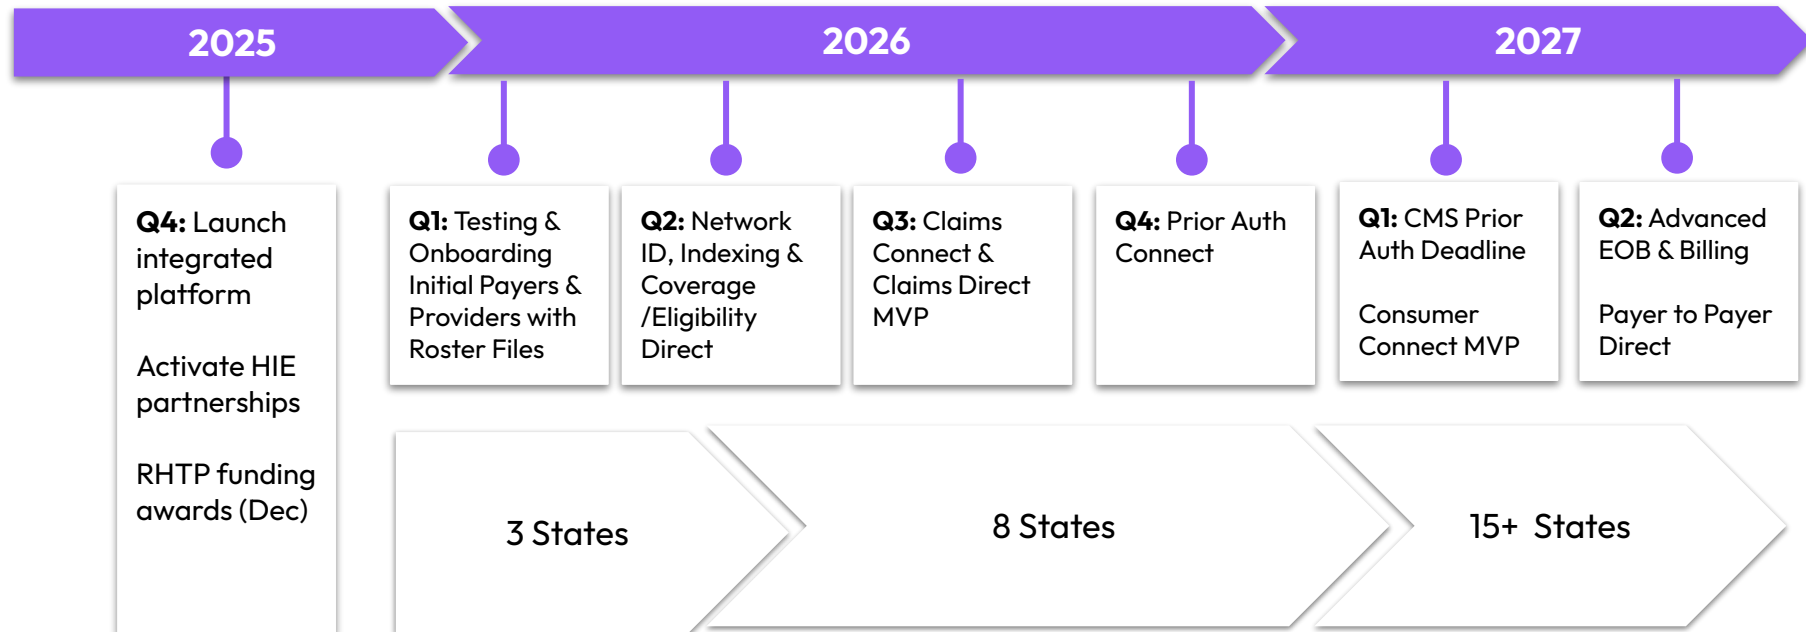 2025
2026
2027
Q4: Launch
integrated
platform
Activate HIE
partnerships
RHTP funding
awards (Dec)
Q1: Testing &
Onboarding
Initial Payers &
Providers with
Roster Files
Q2: Network
ID, Indexing &
Coverage
/Eligibility
Direct
Q3: Claims
Connect &
Claims Direct
MVP
Q4: Prior Auth
Connect
Q1: CMS Prior
Auth Deadline
Consumer
Connect MVP
Q2: Advanced
EOB & Billing
Payer to Payer
Direct
3 States
8 States
15+ States